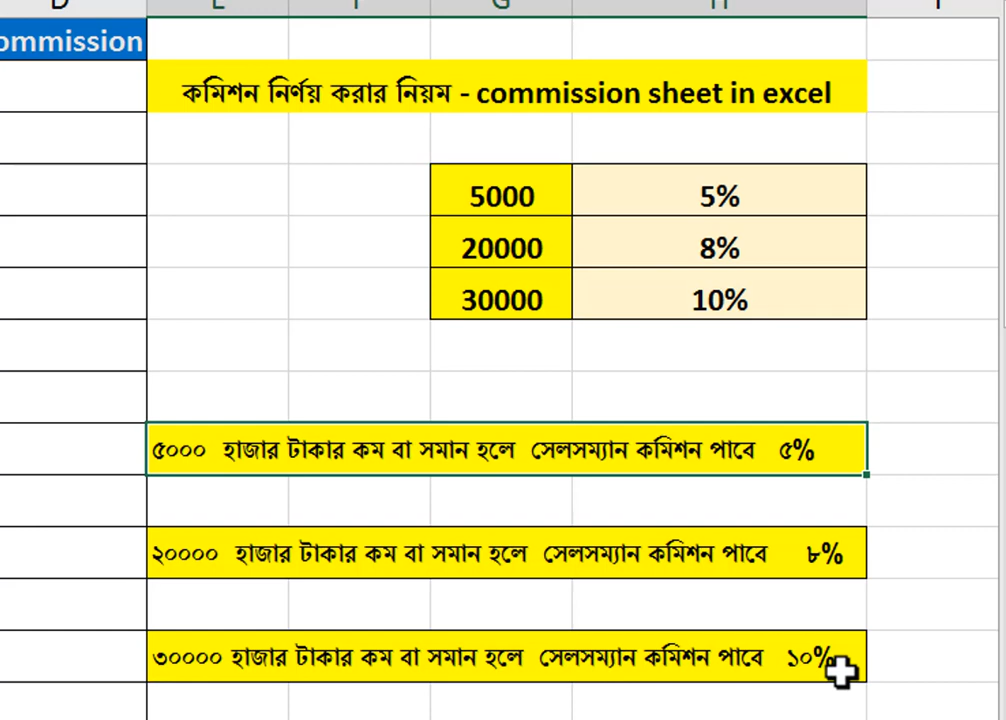 D E F G H I
ommission
কমিশন নির্ণয় করার নিয়ম - commission sheet in excel
5000 5%
20000 8%
30000 10%
৫০০০ হাজার টাকার কম বা সমান হলে সেলসম্যান কমিশন পাবে ৫%
২০০০০ হাজার টাকার কম বা সমান হলে সেলসম্যান কমিশন পাবে ৮%
৩০০০০ হাজার টাকার কম বা সমান হলে সেলসম্যান কমিশন পাবে ১০%